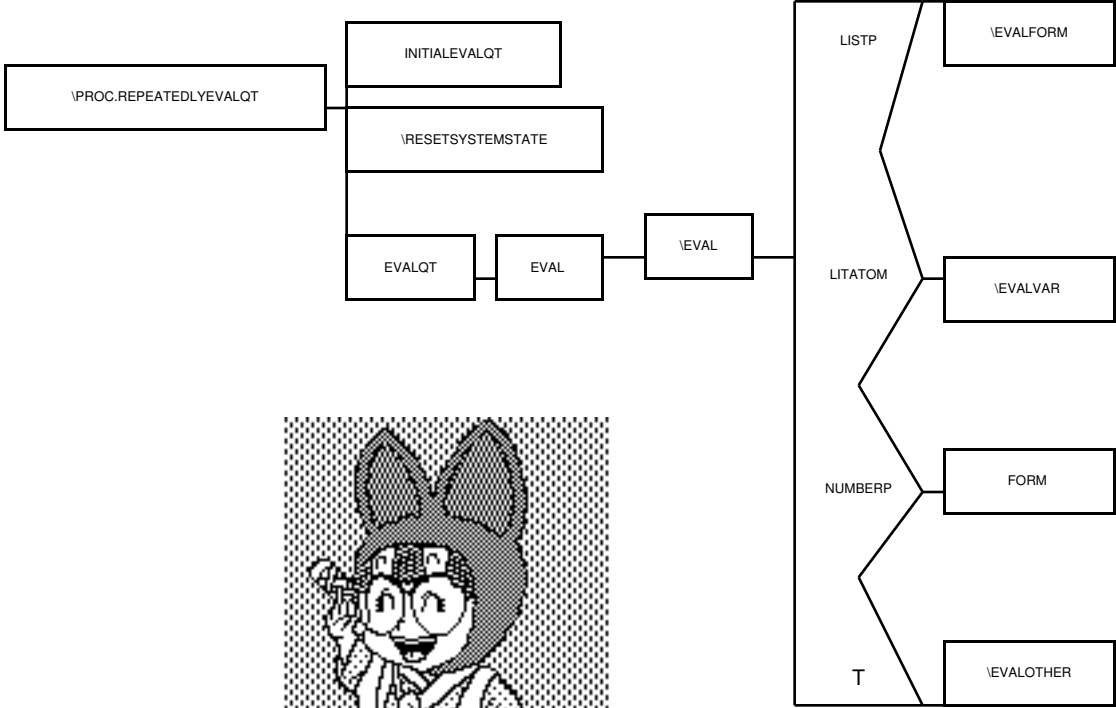 \PROC.REPEATEDLYEVALQT
INITIALEVALQT
\RESETSYSTEMSTATE
EVALQT
EVAL
\EVAL
LISTP
\EVALFORM
LITATOM
\EVALVAR
NUMBERP
FORM
T
\EVALOTHER